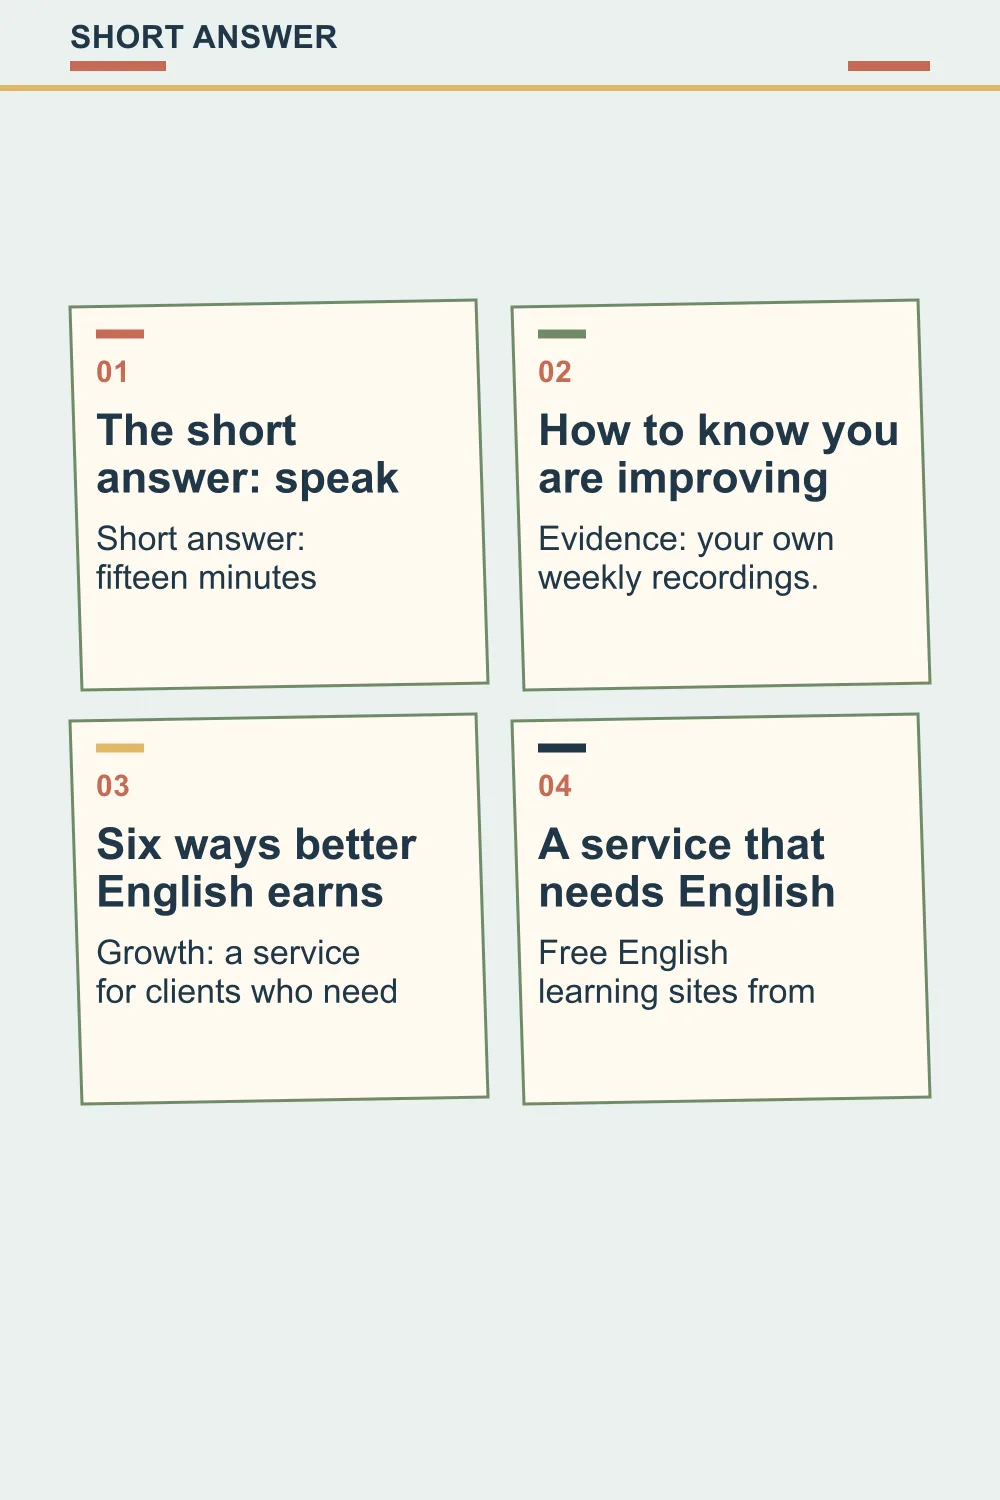 SHORT ANSWER
01
The short
answer: speak
Short answer:
fifteen minutes
02
How to know you
are improving
Evidence: your own
weekly recordings.
03
Six ways better
English earns
Growth: a service
for clients who need
04
A service that
needs English
Free English
learning sites from